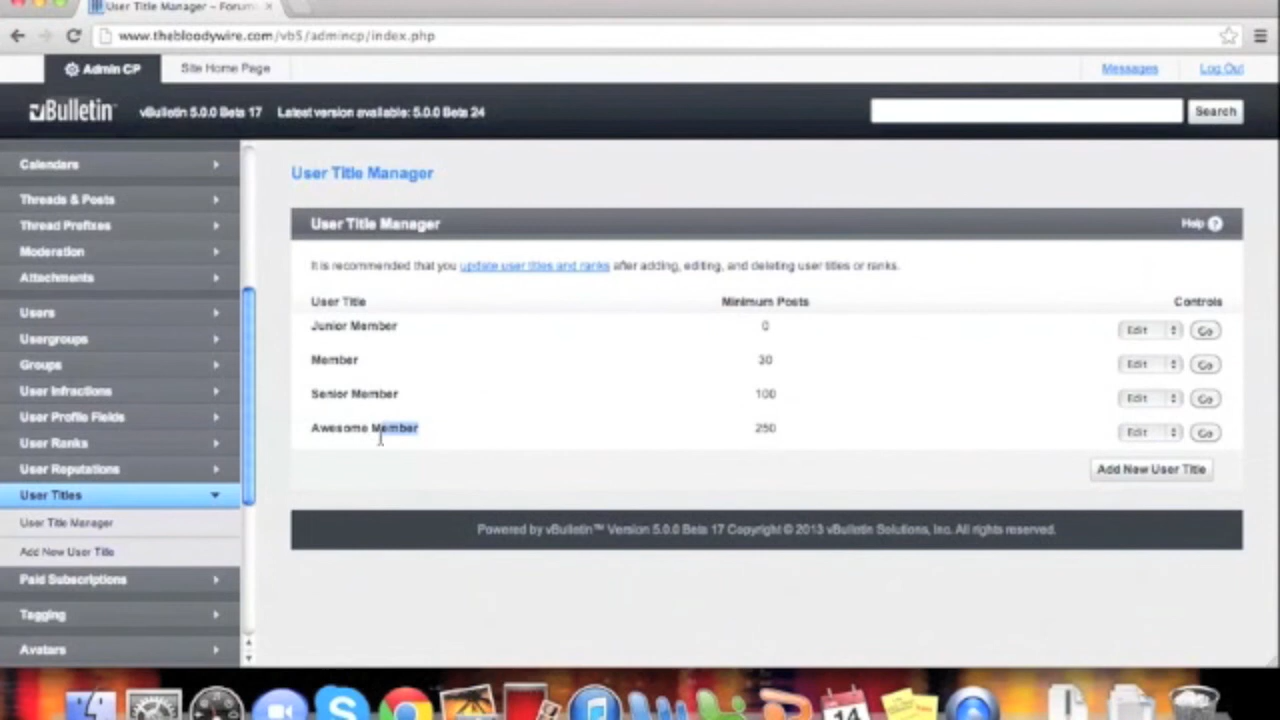 User Title Manager – Forum
www.thebloodywire.com/vb5/admincp/index.php
Admin CP Site Home Page Messages Log Out
vBulletin vBulletin 5.0.0 Beta 17 Latest version available: 5.0.0 Beta 24 Search
Calendars
Threads & Posts
Thread Prefixes
Moderation
Attachments
Users
Usergroups
Groups
User Infractions
User Profile Fields
User Ranks
User Reputations
User Titles
User Title Manager
Add New User Title
Paid Subscriptions
Tagging
Avatars
User Title Manager
User Title Manager Help ?
It is recommended that you update user titles and ranks after adding, editing, and deleting user titles or ranks.
User Title Minimum Posts Controls
Junior Member 0 Edit Go
Member 30 Edit Go
Senior Member 100 Edit Go
Awesome Member 250 Edit Go
Add New User Title
Powered by vBulletin™ Version 5.0.0 Beta 17 Copyright © 2013 vBulletin Solutions, Inc. All rights reserved.
14